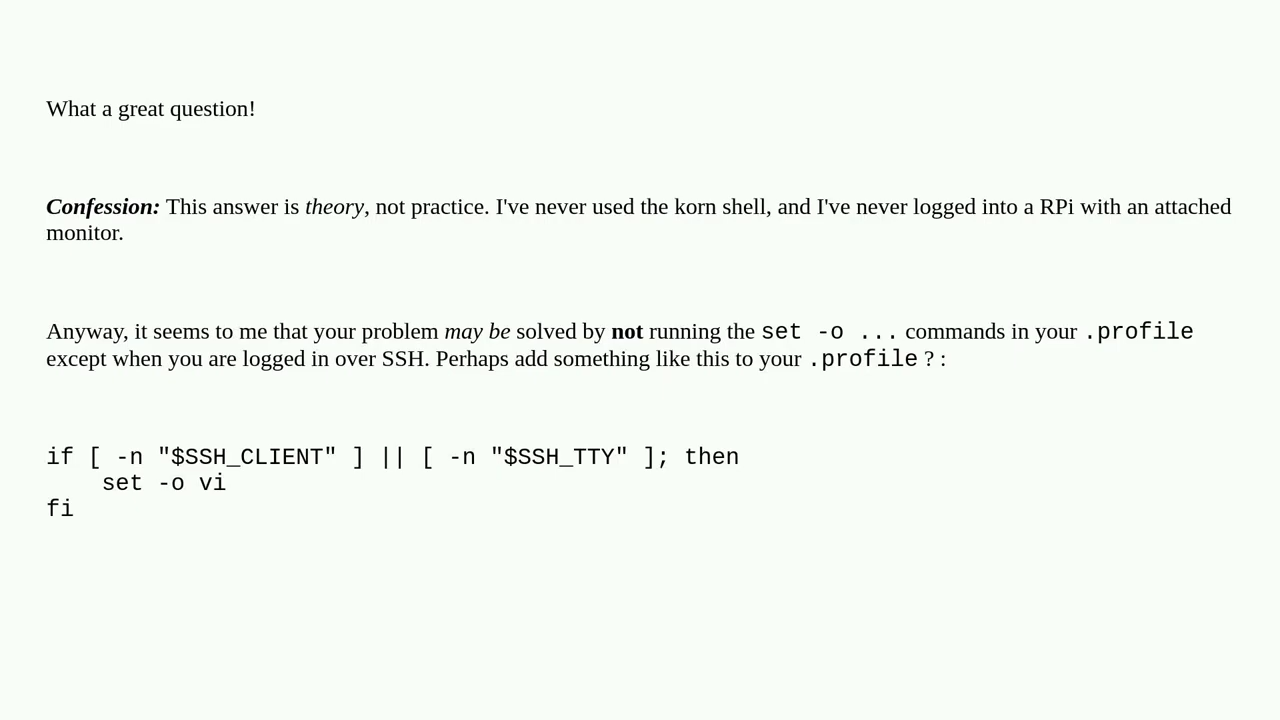 What a great question!
Confession: This answer is theory, not practice. I've never used the korn shell, and I've never logged into a RPi with an attached
monitor.
Anyway, it seems to me that your problem may be solved by not running the set -o ... commands in your .profile
except when you are logged in over SSH. Perhaps add something like this to your .profile ? :
if [ -n "$SSH_CLIENT" ] || [ -n "$SSH_TTY" ]; then
    set -o vi
fi